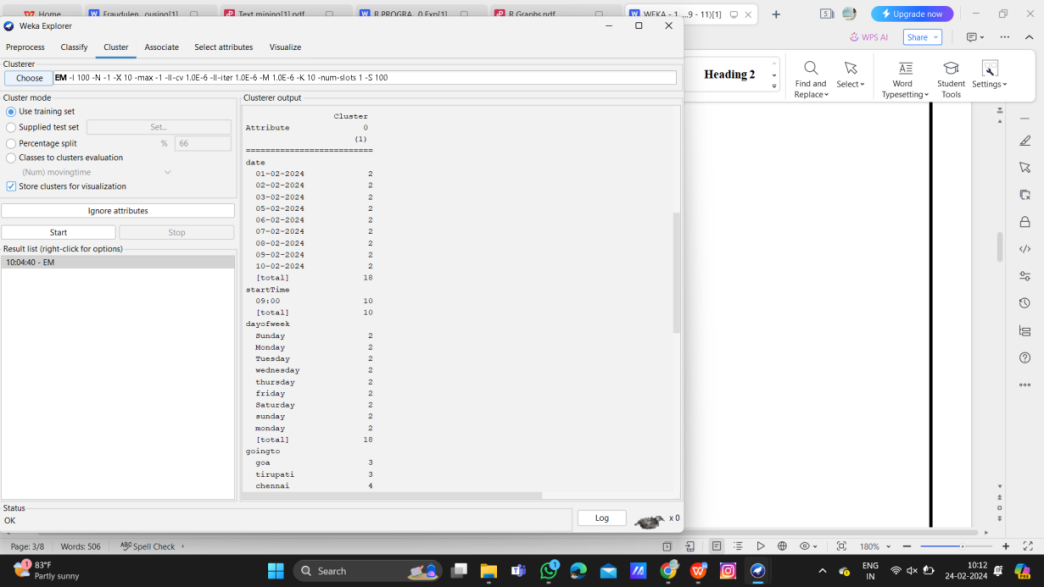 Home
Fraudulen...ousing[1]
Text mining[1].pdf
R PROGRA...0 Exp[1]
R Graphs.pdf
WEKA - 1 ...9 - 11)[1]
Upgrade now
Weka Explorer
Preprocess Classify Cluster Associate Select attributes Visualize
WPS AI Share
Clusterer
Choose EM -I 100 -N -1 -X 10 -max -1 -ll-cv 1.0E-6 -ll-iter 1.0E-6 -M 1.0E-6 -K 10 -num-slots 1 -S 100
Heading 2
Find and Replace
Select
Word Typesetting
Student Tools
Settings
Cluster mode
Use training set
Supplied test set Set...
Percentage split % 66
Classes to clusters evaluation
(Num) movingtime
Store clusters for visualization
Ignore attributes
Start Stop
Result list (right-click for options)
10:04:40 - EM
Clusterer output
Cluster
Attribute 0
(1)
==========================
date
01-02-2024 2
02-02-2024 2
03-02-2024 2
05-02-2024 2
06-02-2024 2
07-02-2024 2
08-02-2024 2
09-02-2024 2
10-02-2024 2
[total] 18
startTime
09:00 10
[total] 10
dayofweek
Sunday 2
Monday 2
Tuesday 2
wednesday 2
thursday 2
friday 2
Saturday 2
sunday 2
monday 2
[total] 18
goingto
goa 3
tirupati 3
chennai 4
Status
OK
Log x 0
Page: 3/8 Words: 506 Spell Check 180%
83°F
Partly sunny
Search
ENG
IN
10:12
24-02-2024